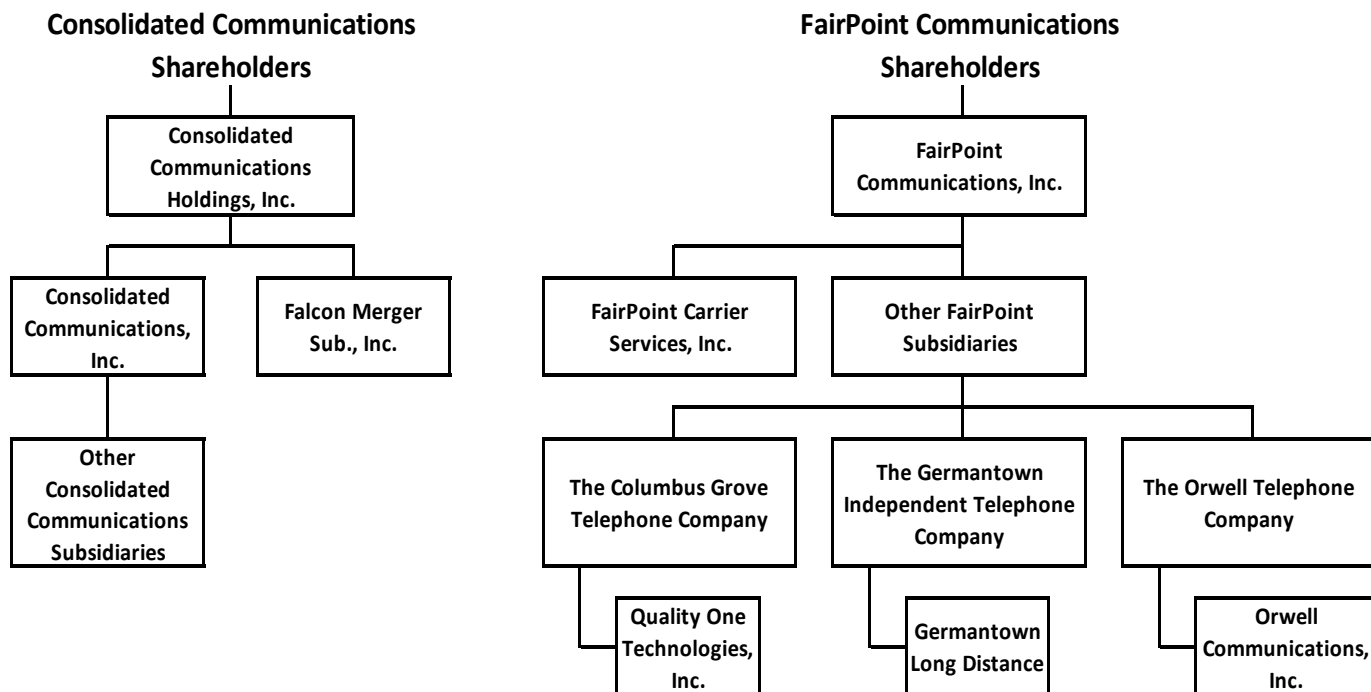 Consolidated Communications
Shareholders
Consolidated
Communications
Holdings, Inc.
Consolidated
Communications,
Inc.
Falcon Merger
Sub., Inc.
Other
Consolidated
Communications
Subsidiaries
FairPoint Communications
Shareholders
FairPoint
Communications, Inc.
FairPoint Carrier
Services, Inc.
Other FairPoint
Subsidiaries
The Columbus Grove
Telephone Company
The Germantown
Independent Telephone
Company
The Orwell Telephone
Company
Quality One
Technologies,
Inc.
Germantown
Long Distance
Orwell
Communications,
Inc.